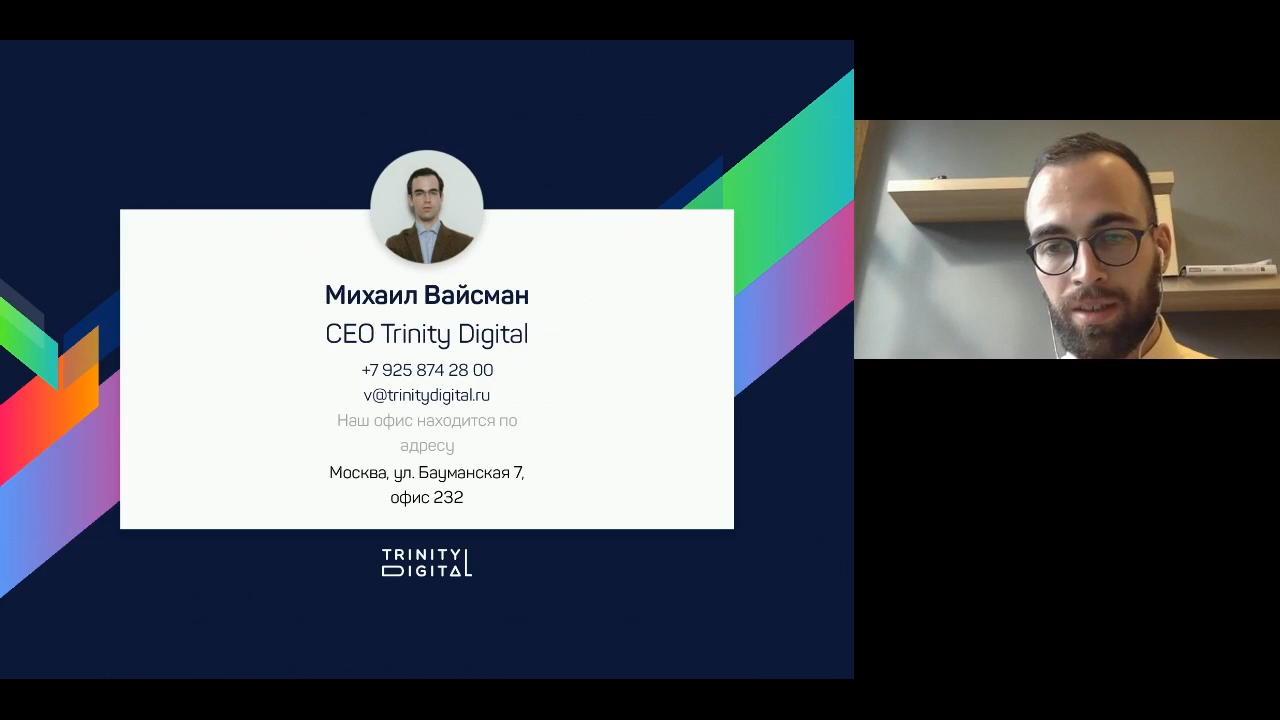 Михаил Вайсман
CEO Trinity Digital
+7 925 874 28 00
v@trinitydigital.ru
Наш офис находится по
адресу
Москва, ул. Бауманская 7,
офис 232
TRINITY
DIGITAL